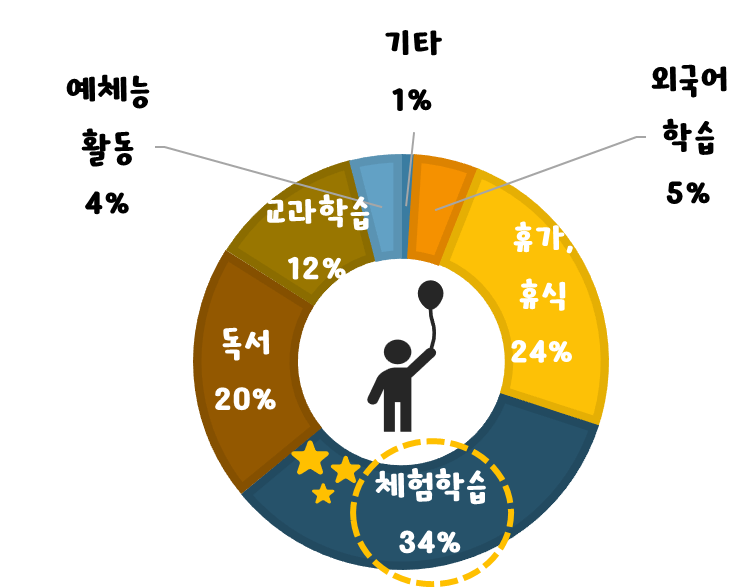 기타
1%
외국어
학습
5%
휴가,
휴식
24%
체험학습
34%
독서
20%
교과학습
12%
예체능
활동
4%